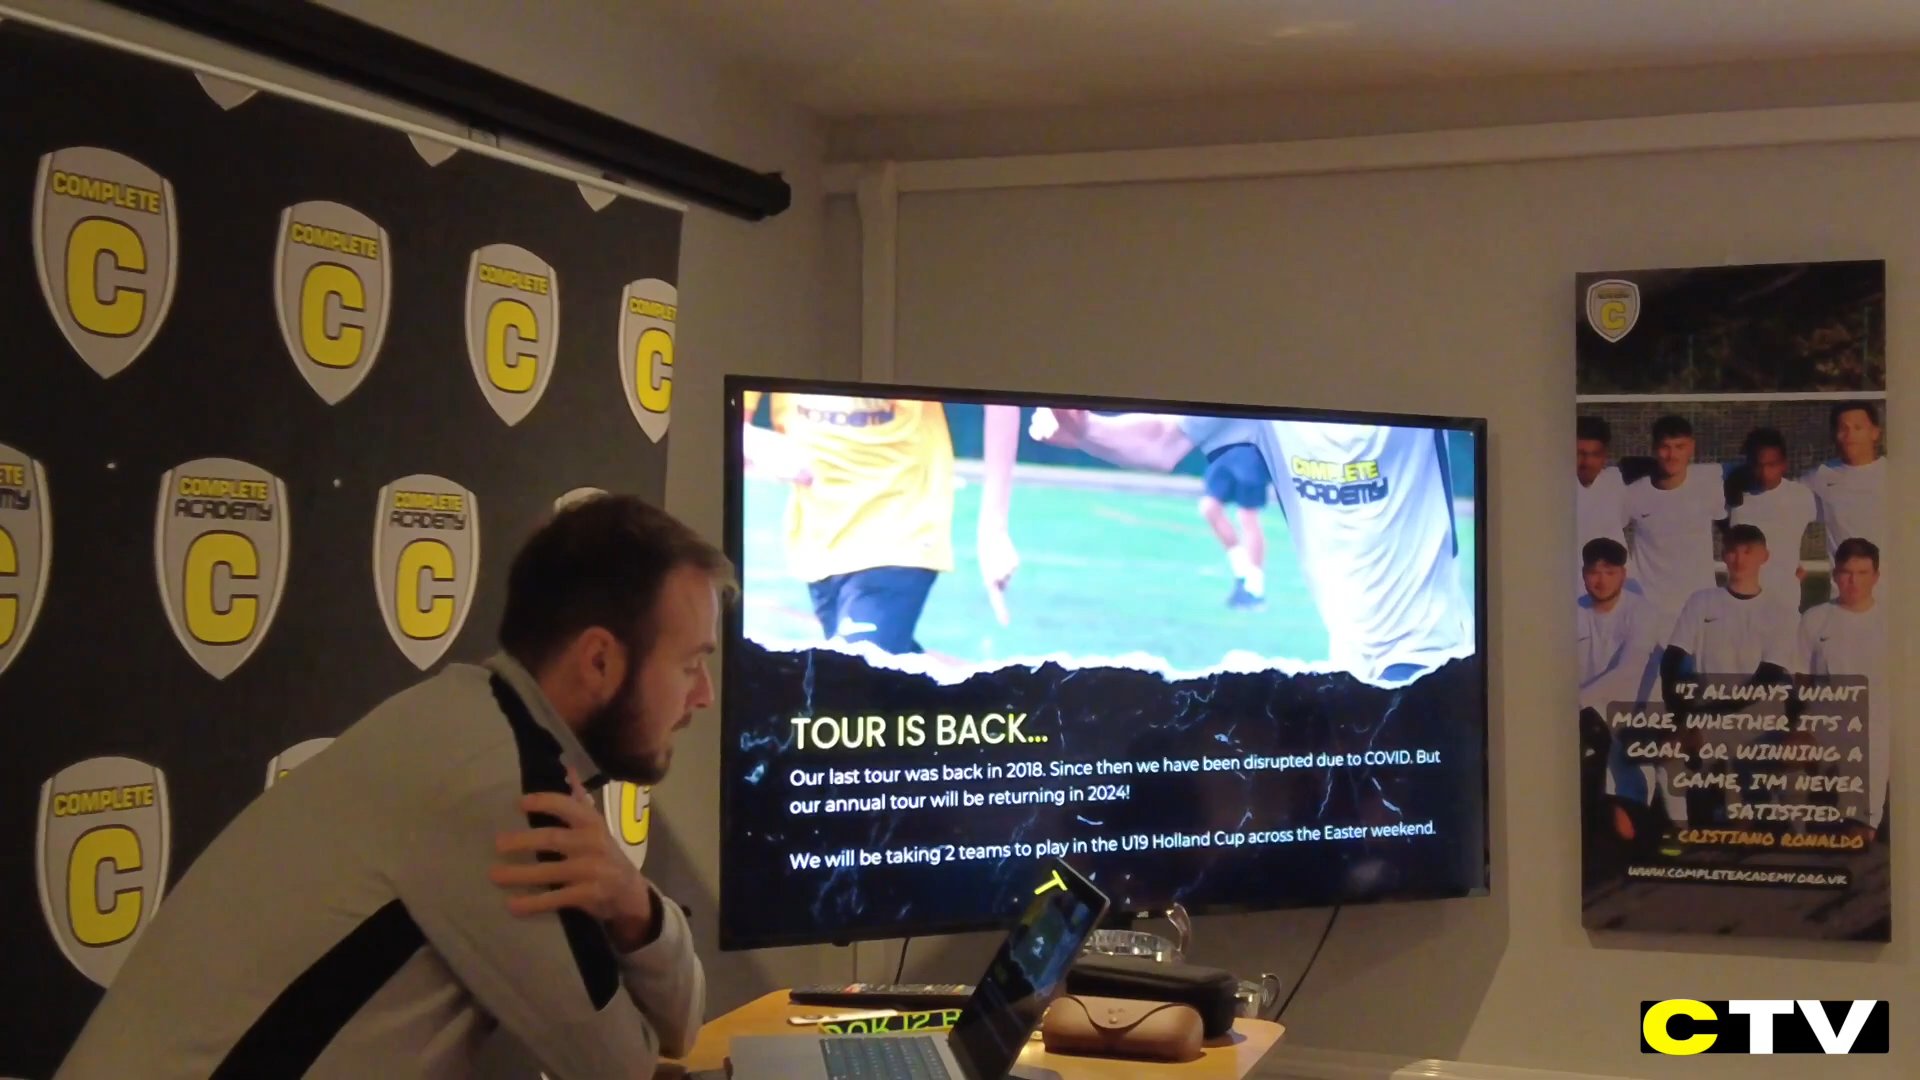 COMPLETE
C
COMPLETE
C
COMPLETE
C
COMPLETE
C
COMPLETE
ACADEMY
C
COMPLETE
ACADEMY
C
COMPLETE
C
C
COMPLETE
ACADEMY
TOUR IS BACK...
Our last tour was back in 2018. Since then we have been disrupted due to COVID. But
our annual tour will be returning in 2024!
We will be taking 2 teams to play in the U19 Holland Cup across the Easter weekend.
C
"I ALWAYS WANT
MORE, WHETHER IT'S A
GOAL, OR WINNING A
GAME, I'M NEVER
SATISFIED."
- CRISTIANO RONALDO
WWW.COMPLETEACADEMY.ORG.UK
CTV